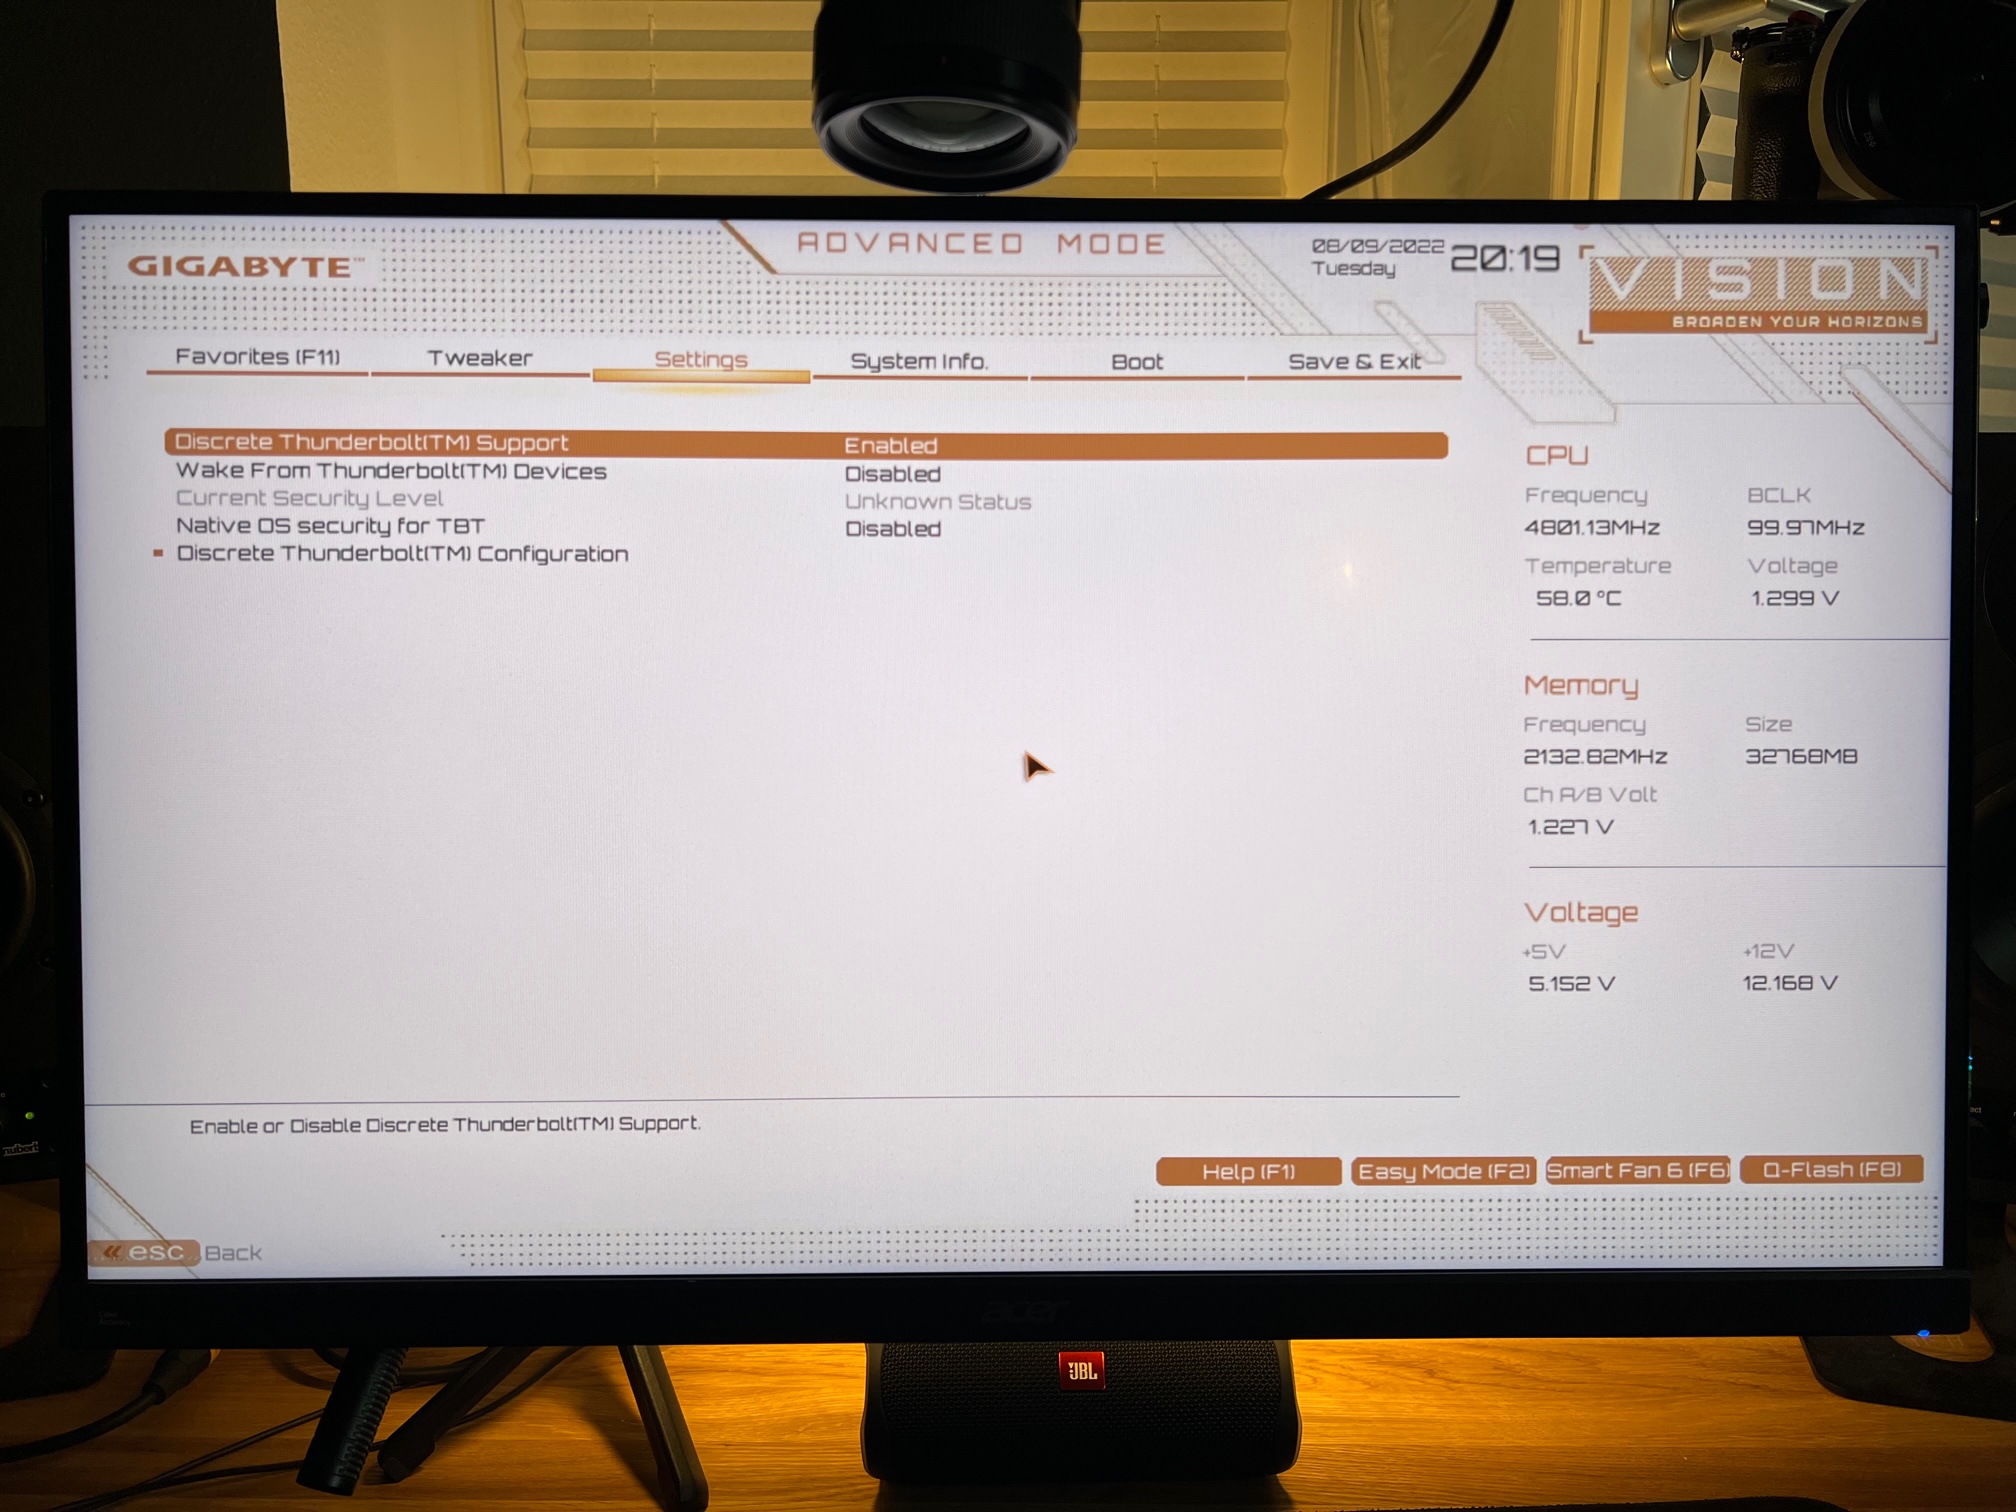 GIGABYTE™
ADVANCED MODE
08/09/2022
Tuesday
20:19
VISION
BROADEN YOUR HORIZONS
Favorites (F11) Tweaker Settings System Info. Boot Save & Exit
Discrete Thunderbolt(TM) Support Enabled
Wake From Thunderbolt(TM) Devices Disabled
Current Security Level Unknown Status
Native OS security for TBT Disabled
Discrete Thunderbolt(TM) Configuration
CPU
Frequency BCLK
4801.13MHz 99.97MHz
Temperature Voltage
58.0 °C 1.299 V
Memory
Frequency Size
2132.82MHz 32768MB
Ch A/B Volt
1.227 V
Voltage
+5V +12V
5.152 V 12.168 V
Enable or Disable Discrete Thunderbolt(TM) Support.
Help (F1) Easy Mode (F2) Smart Fan 6 (F6) Q-Flash (F8)
esc Back
acer
JBL
nubert